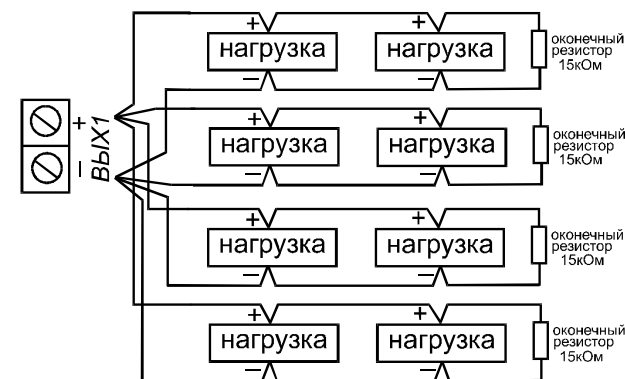 + +
нагрузка нагрузка
оконечный
резистор
15кОм
– –
+ +
нагрузка нагрузка
оконечный
резистор
15кОм
– –
+
–
ВЫХ1
+ +
нагрузка нагрузка
оконечный
резистор
15кОм
– –
+ +
нагрузка нагрузка
оконечный
резистор
15кОм
– –